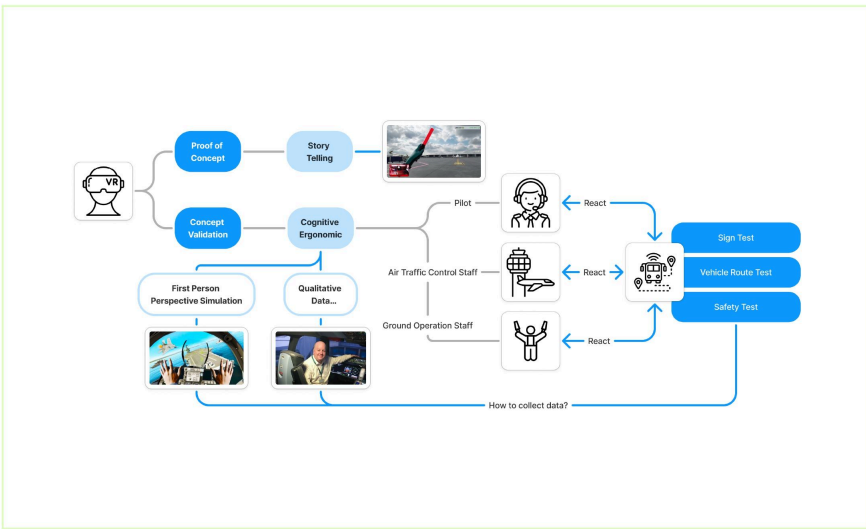 VR
Proof of
Concept
Story
Telling
Concept
Validation
Cognitive
Ergonomic
First Person
Perspective Simulation
Qualitative
Data...
Pilot
React
Air Traffic Control Staff
React
Ground Operation Staff
React
Sign Test
Vehicle Route Test
Safety Test
How to collect data?